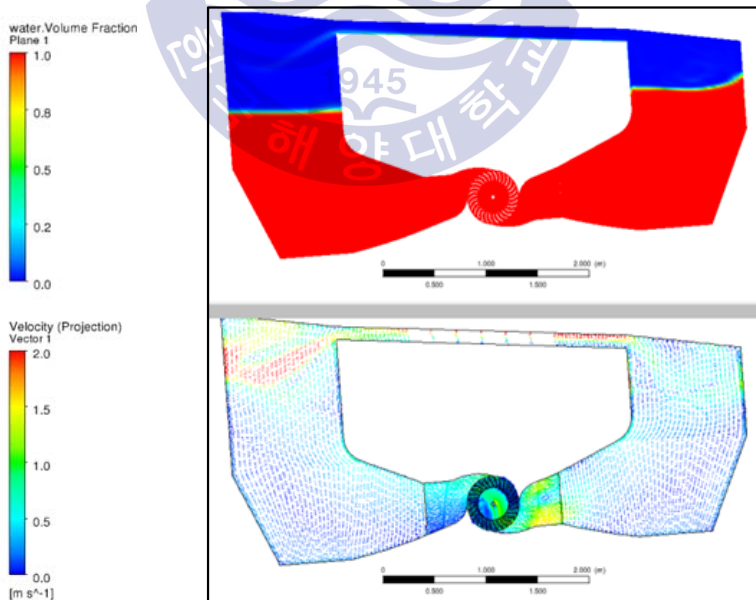 water.Volume Fraction
Plane 1
1.0
0.8
0.5
0.2
0.0
1945
해양대학교
0 1.000 2.000 (m)
0.500 1.500
Velocity (Projection)
Vector 1
2.0
1.5
1.0
0.5
0.0
[m s^-1]
0 1.000 2.000 (m)
0.500 1.500